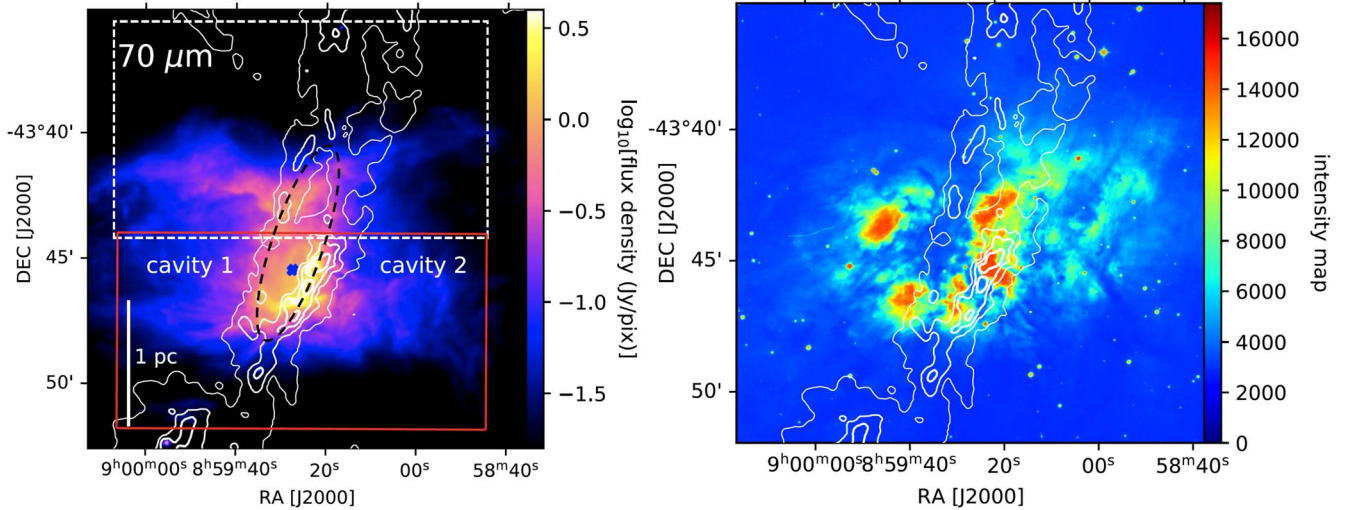 70 μm
cavity 1
cavity 2
1 pc
-43°40'
45'
50'
DEC [J2000]
9ʰ00ᵐ00ˢ 8ʰ59ᵐ40ˢ 20ˢ 00ˢ 58ᵐ40ˢ
RA [J2000]
0.5
0.0
−0.5
−1.0
−1.5
log₁₀[flux density (Jy/pix)]
-43°40'
45'
50'
DEC [J2000]
9ʰ00ᵐ00ˢ 8ʰ59ᵐ40ˢ 20ˢ 00ˢ 58ᵐ40ˢ
RA [J2000]
16000
14000
12000
10000
8000
6000
4000
2000
0
intensity map